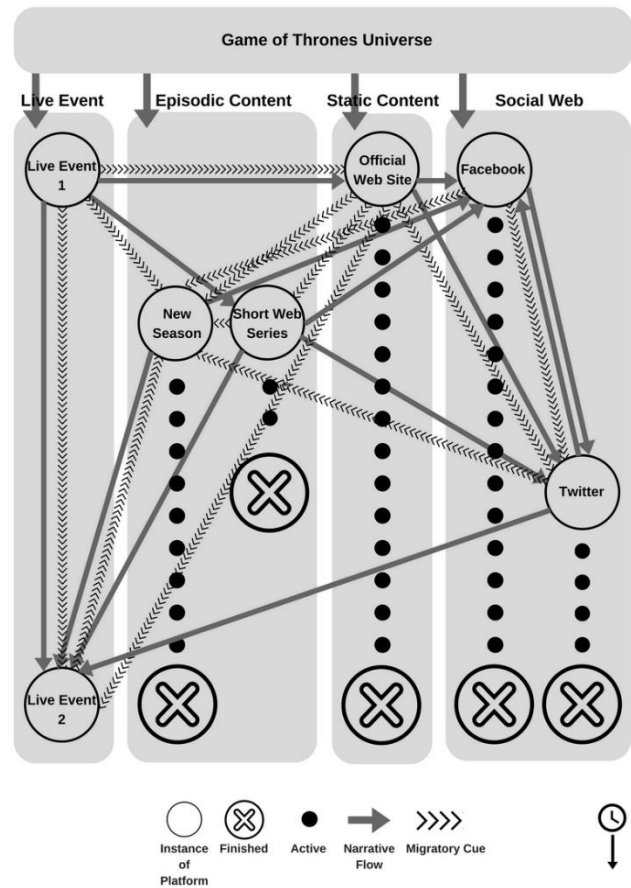 Game of Thrones Universe
Live Event
Episodic Content
Static Content
Social Web
Live Event
1
Official
Web Site
Facebook
New
Season
Short Web
Series
Twitter
Live Event
2
Instance
of
Platform
Finished
Active
Narrative
Flow
Migratory Cue